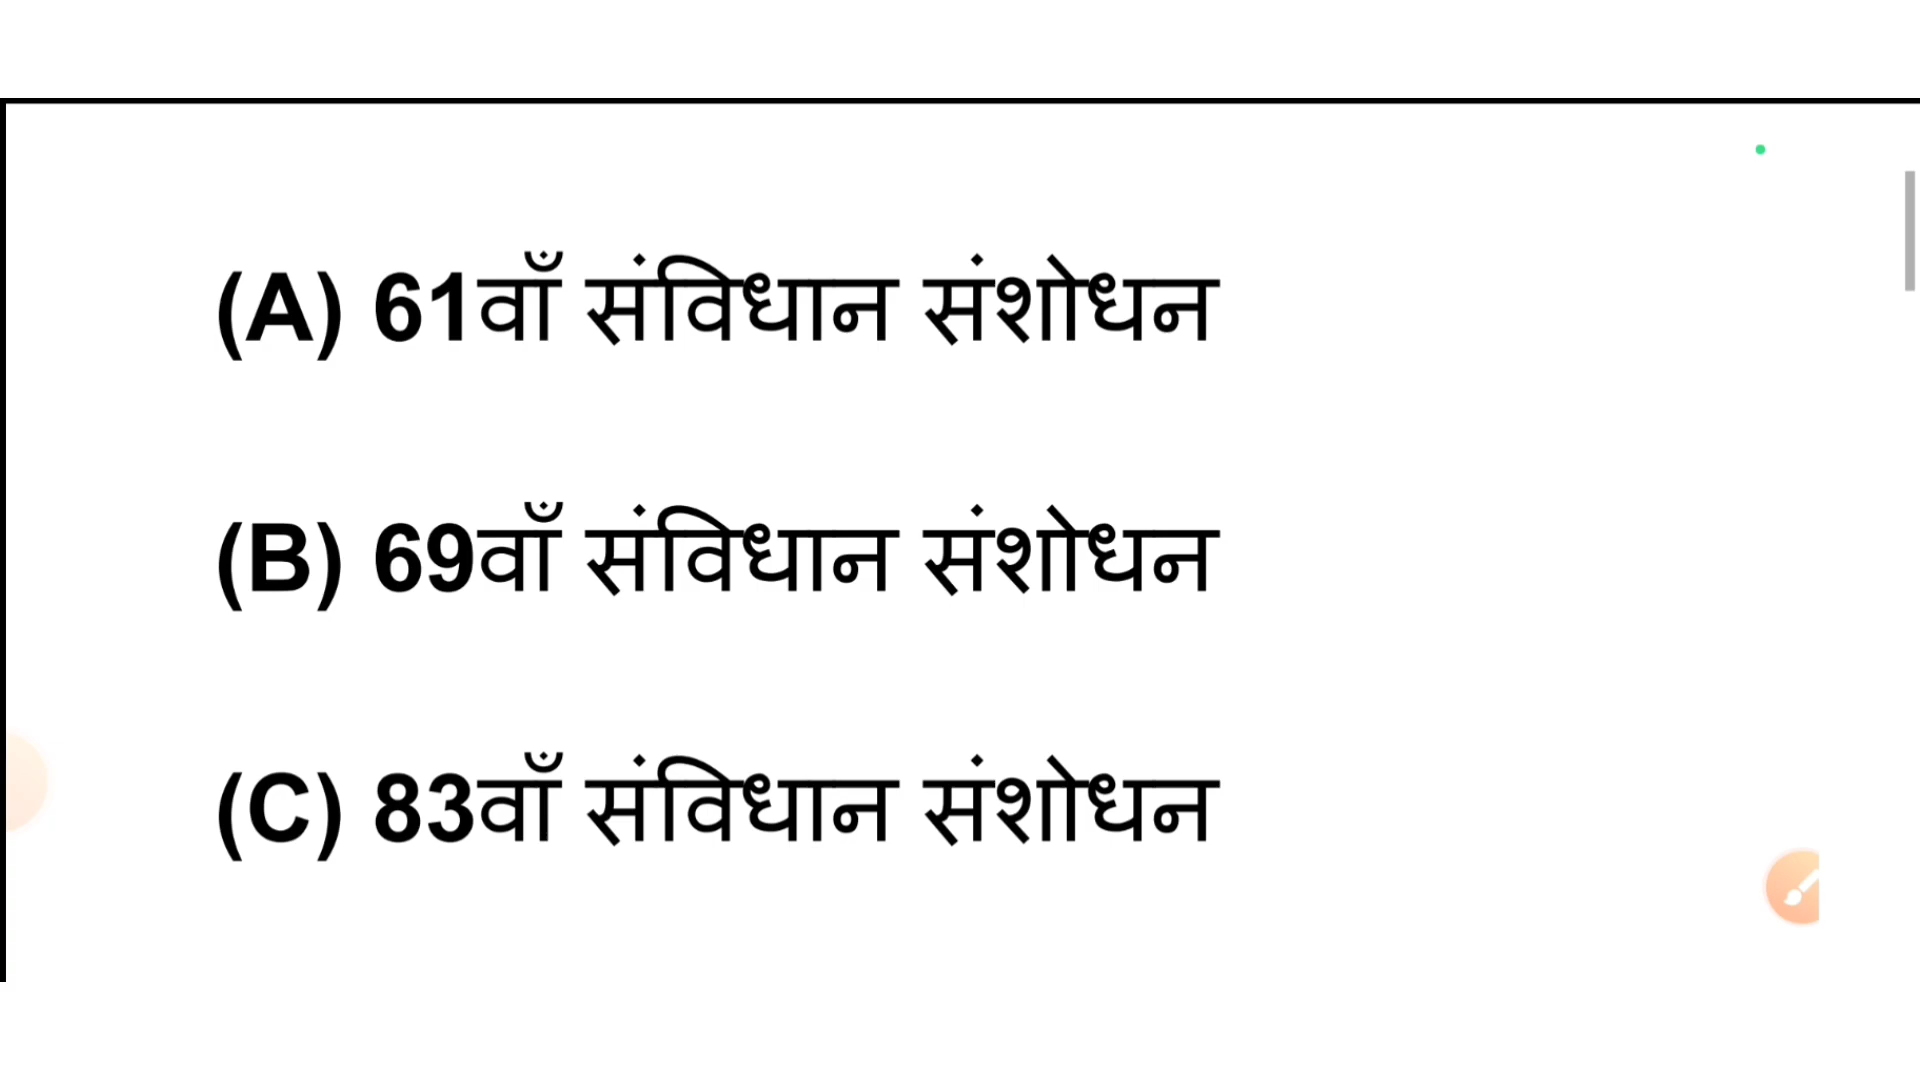 (A) 61वाँ संविधान संशोधन
(B) 69वाँ संविधान संशोधन
(C) 83वाँ संविधान संशोधन